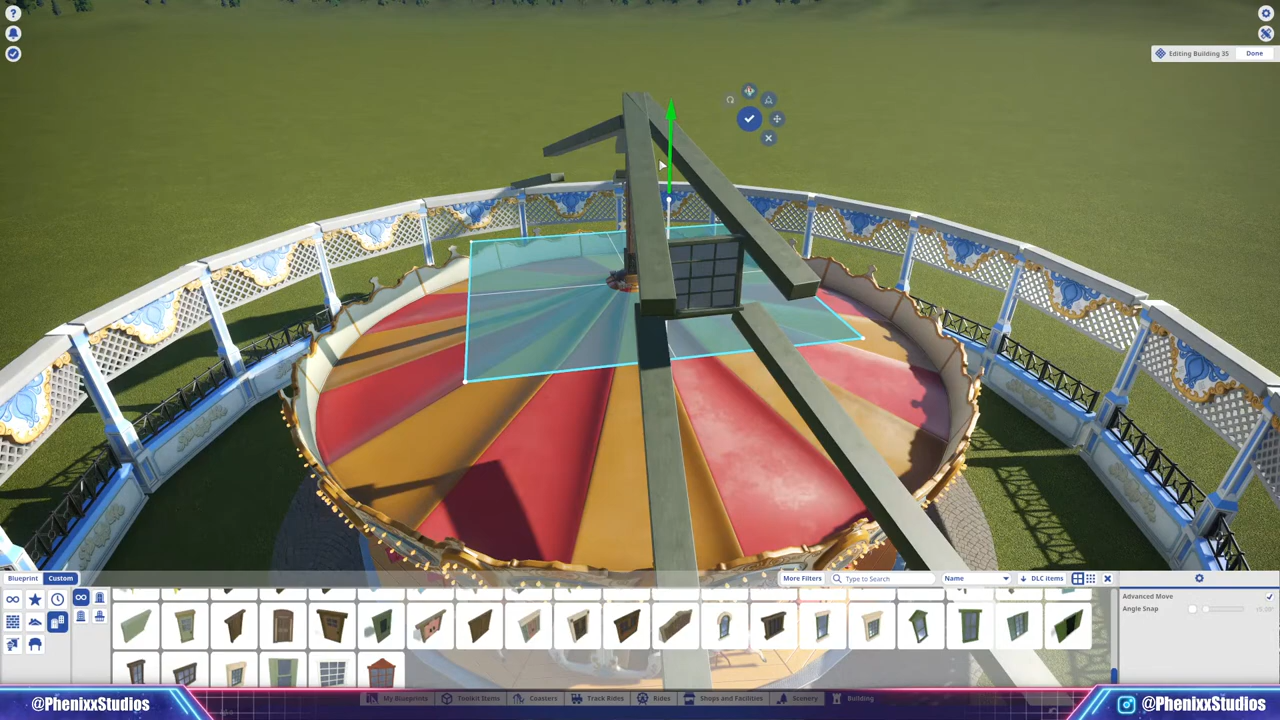 ?
Editing Building 35 Done
Blueprint Custom
More Filters Type to Search Name DLC items
Advanced Move
Angle Snap
@PhenixxStudios
My Blueprints Toolkit Items Coasters Track Rides Rides Shops and Facilities Scenery Building
@PhenixxStudios